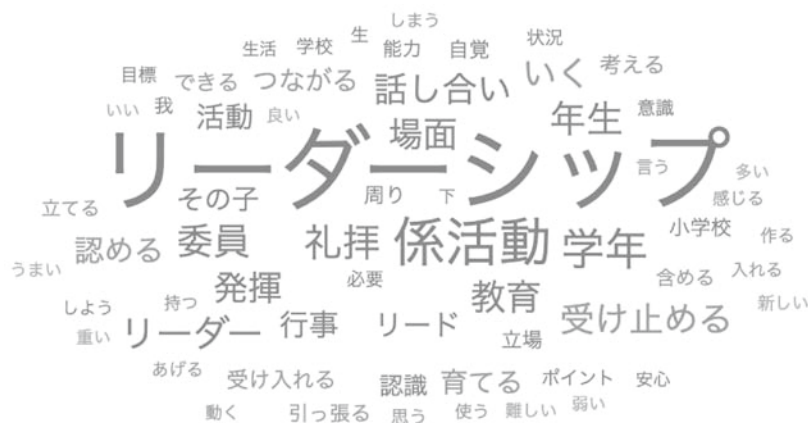 しまう
生活 学校 生 能力 自覚 状況
目標 できる つながる 話し合い いく 考える
いい 我 活動 良い 場面 年生 意識
リーダーシップ
言う 多い
立てる その子 周り 下 感じる
認める 委員 礼拝 係活動 学年 小学校 作る
うまい 発揮 必要 教育 含める 入れる
しよう 持つ 受け止める 新しい
重い リーダー 行事 リード 立場
あげる 受け入れる 認識 育てる ポイント 安心
動く 引っ張る 思う 使う 難しい 弱い